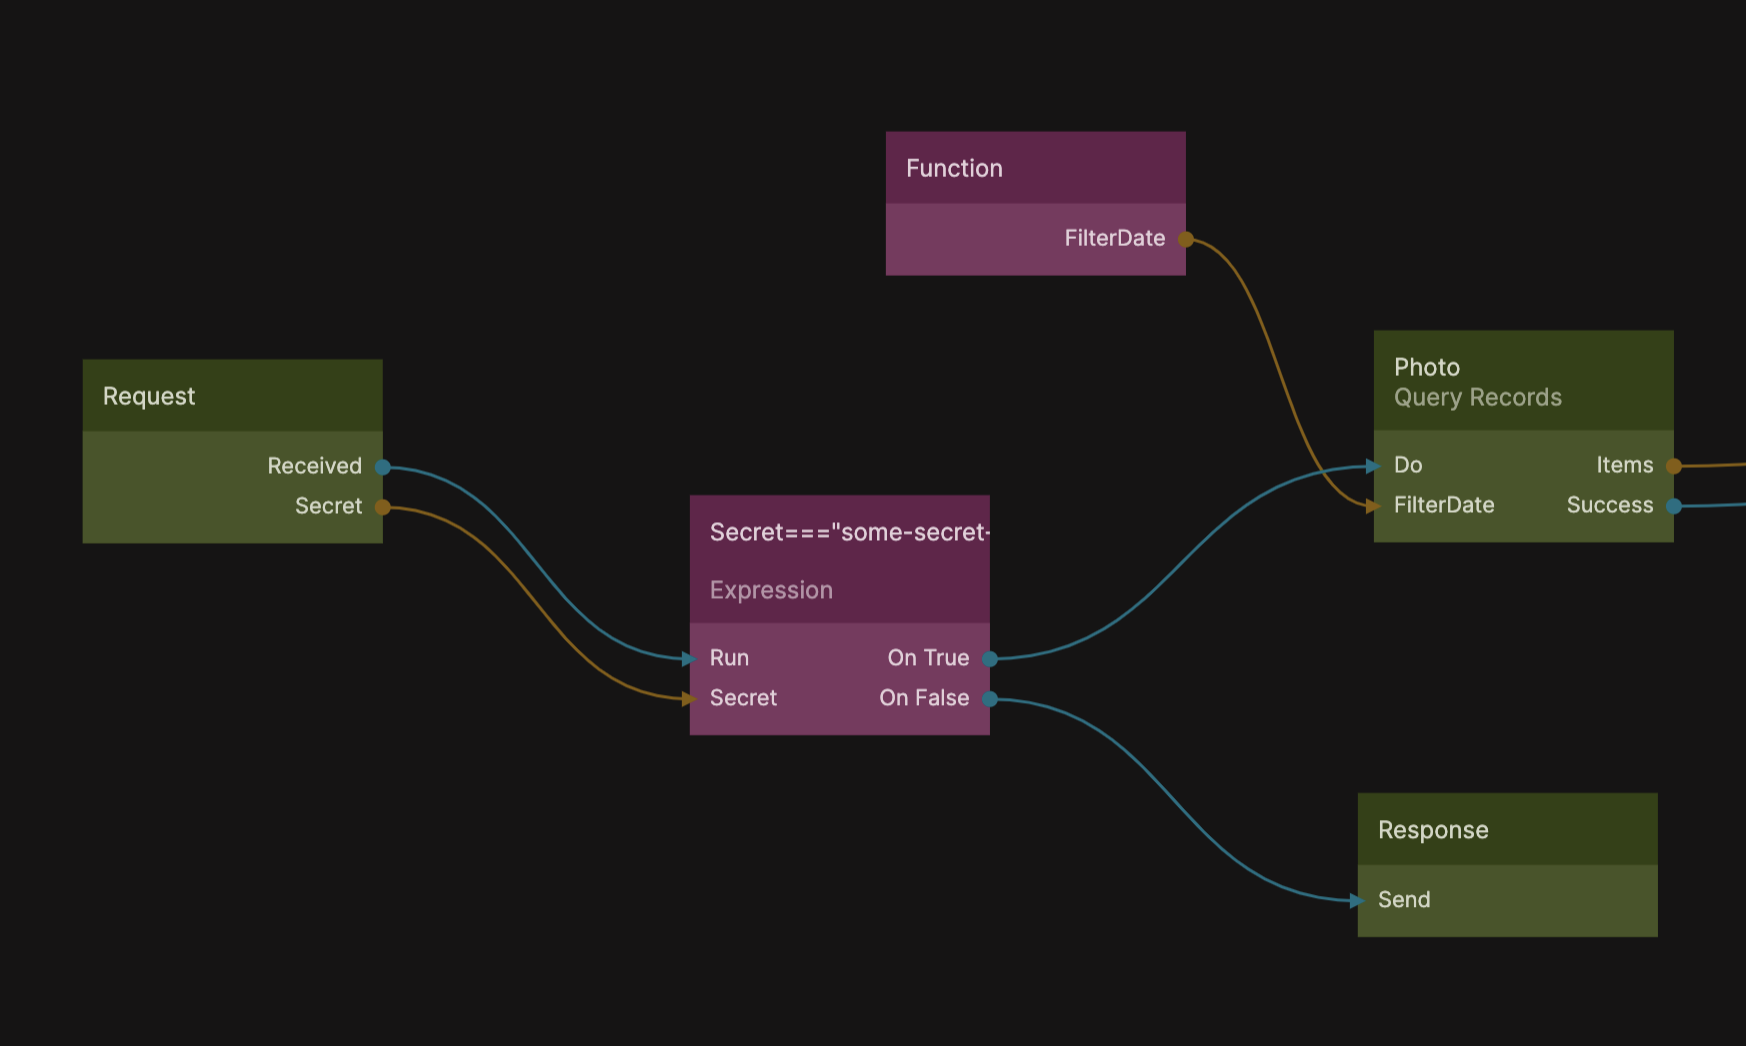 Function
FilterDate
Request
Received
Secret
Secret==="some-secret-
Expression
Run
On True
Secret
On False
Photo
Query Records
Do
Items
FilterDate
Success
Response
Send